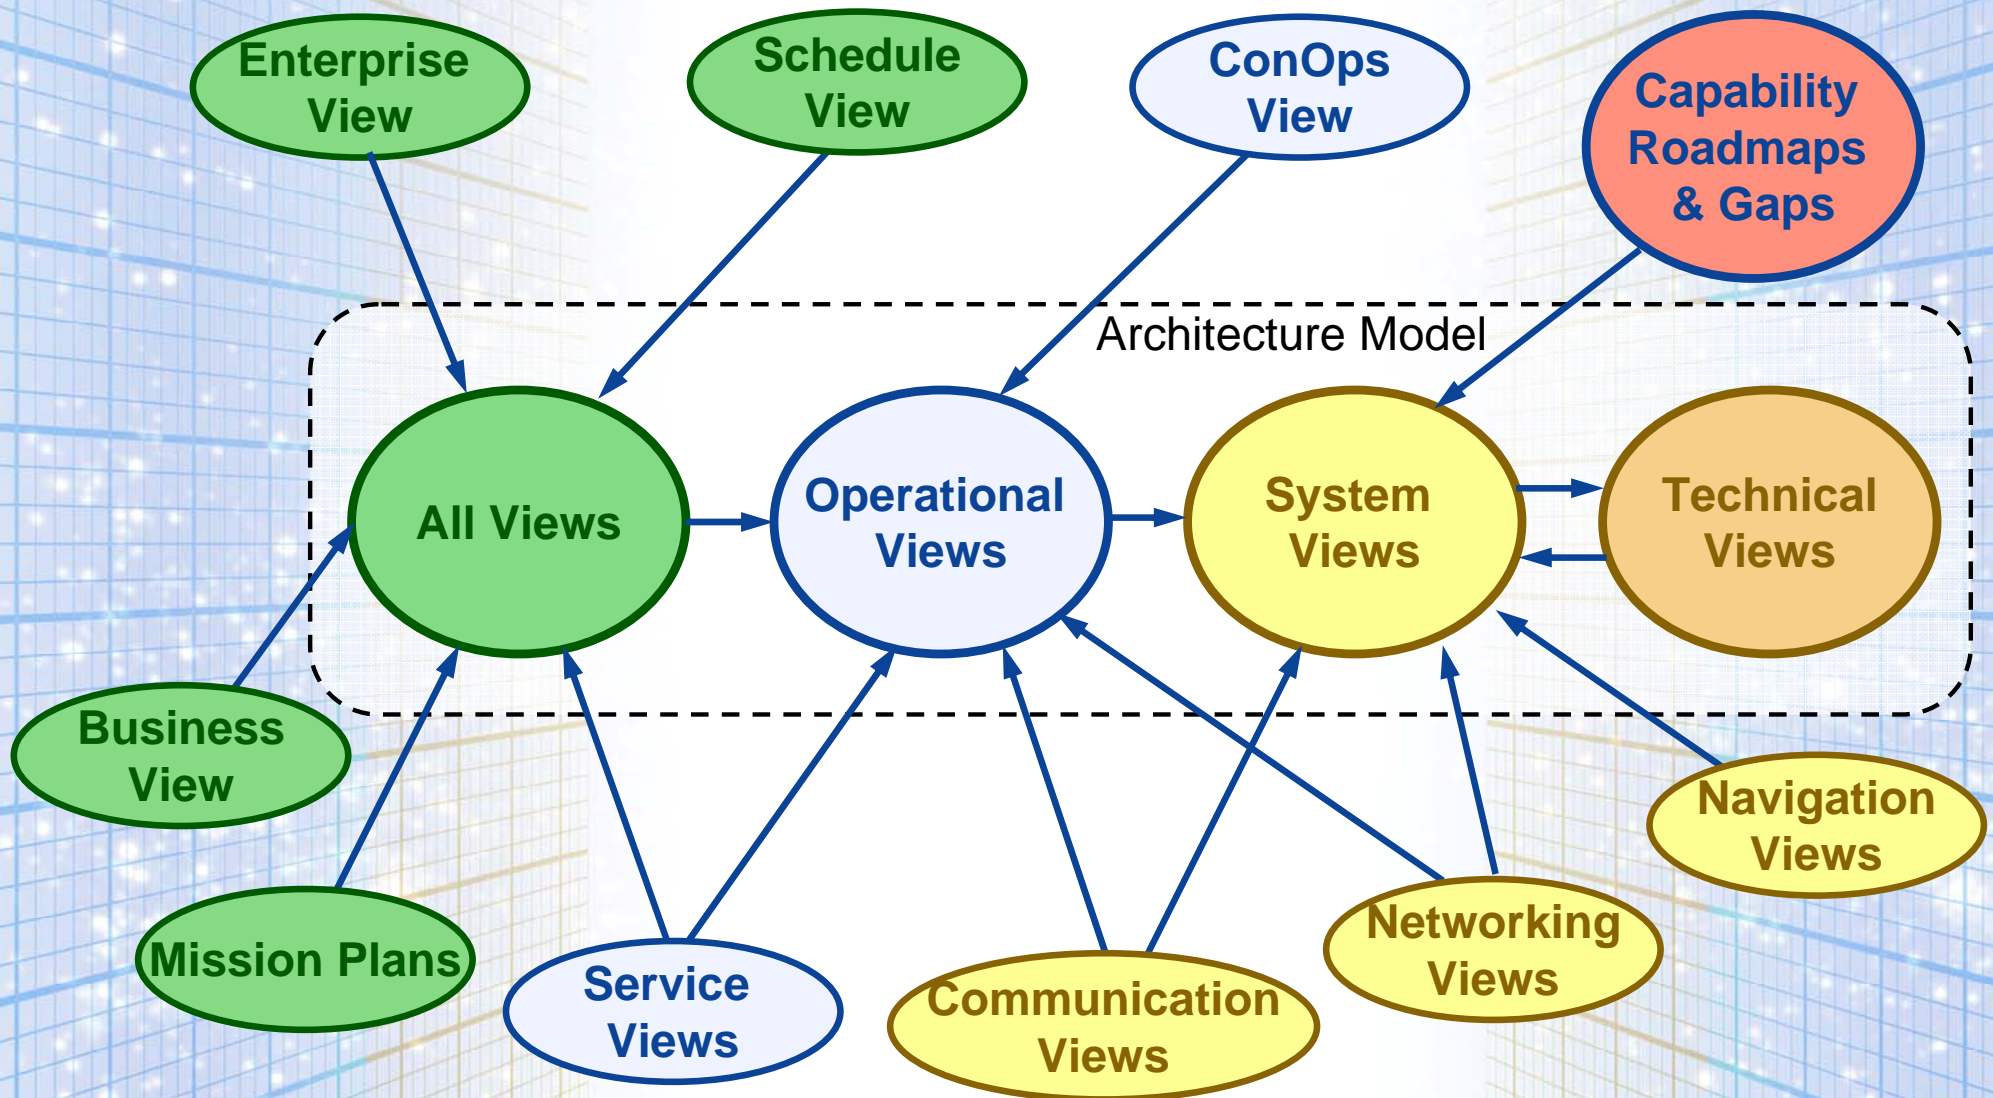 Enterprise
View
Schedule
View
ConOps
View
Capability
Roadmaps
& Gaps
Architecture Model
All Views
Operational
Views
System
Views
Technical
Views
Business
View
Mission Plans
Service
Views
Communication
Views
Networking
Views
Navigation
Views